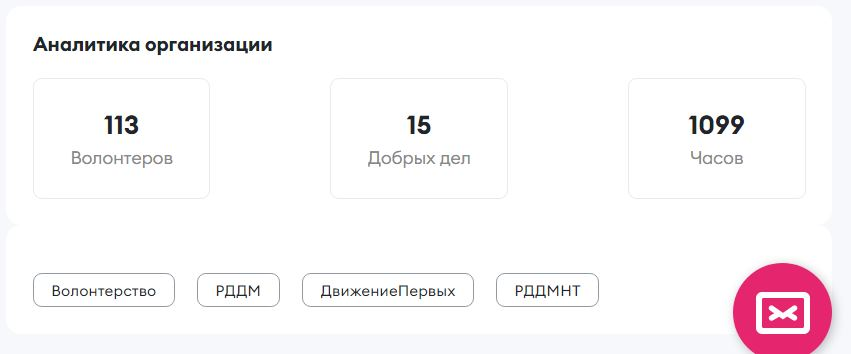 Аналитика организации
113
15
1099
Волонтеров
Добрых дел
Часов
Волонтерство
РДДМ
ДвижениеПервых
РДДМНТ